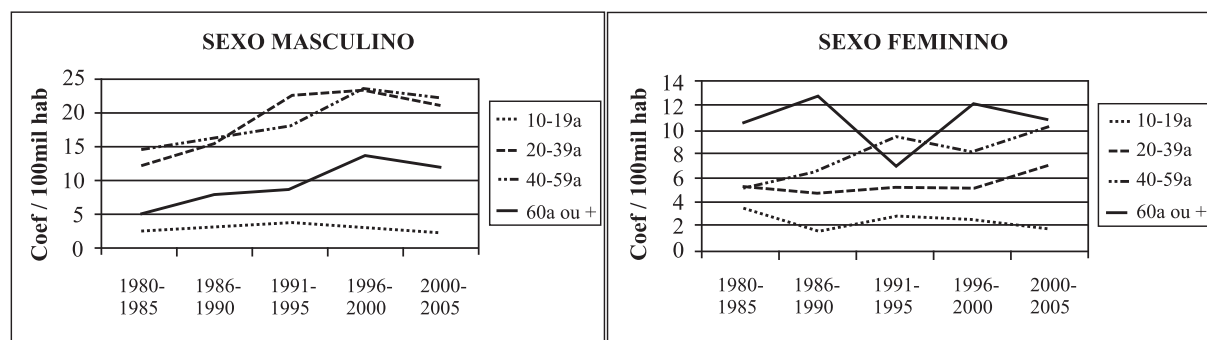 SEXO MASCULINO
Coef / 100mil hab
25
20
15
10
5
0
1980-
1985
1986-
1990
1991-
1995
1996-
2000
2000-
2005
10-19a
20-39a
40-59a
60a ou +
SEXO FEMININO
Coef / 100mil hab
14
12
10
8
6
4
2
0
1980-
1985
1986-
1990
1991-
1995
1996-
2000
2000-
2005
10-19a
20-39a
40-59a
60a ou +